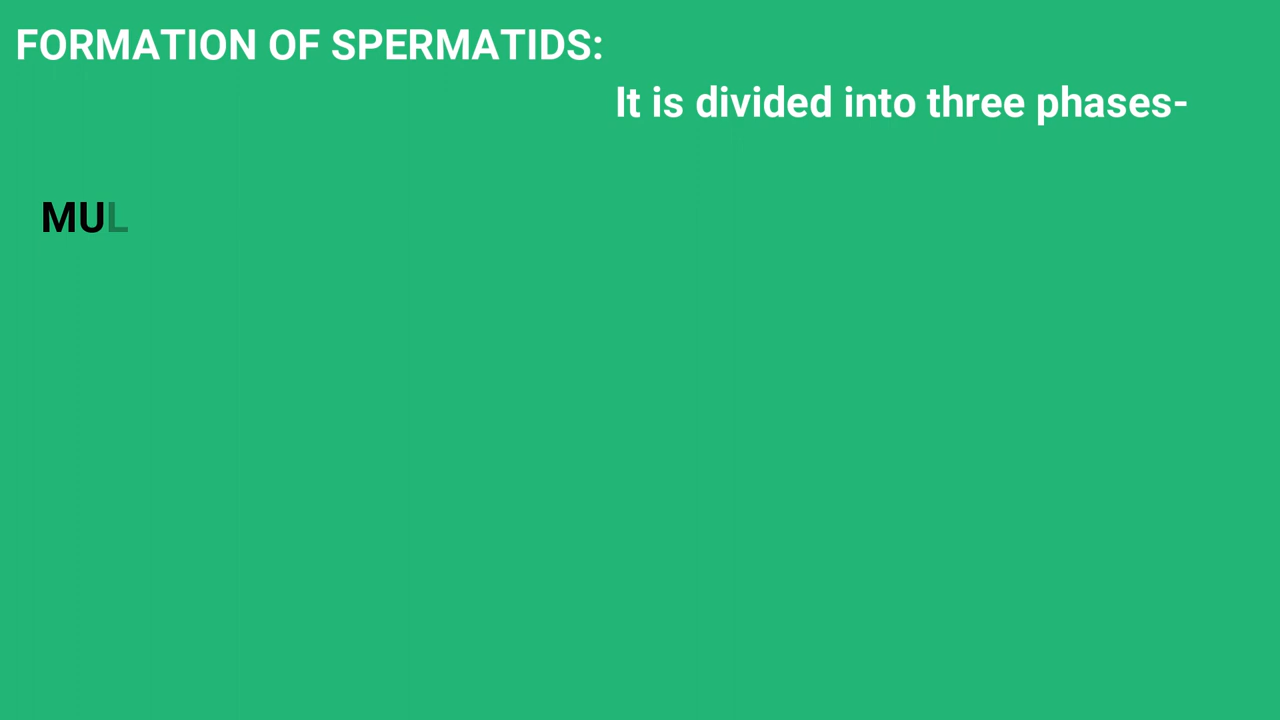 FORMATION OF SPERMATIDS:
It is divided into three phases-
MUL